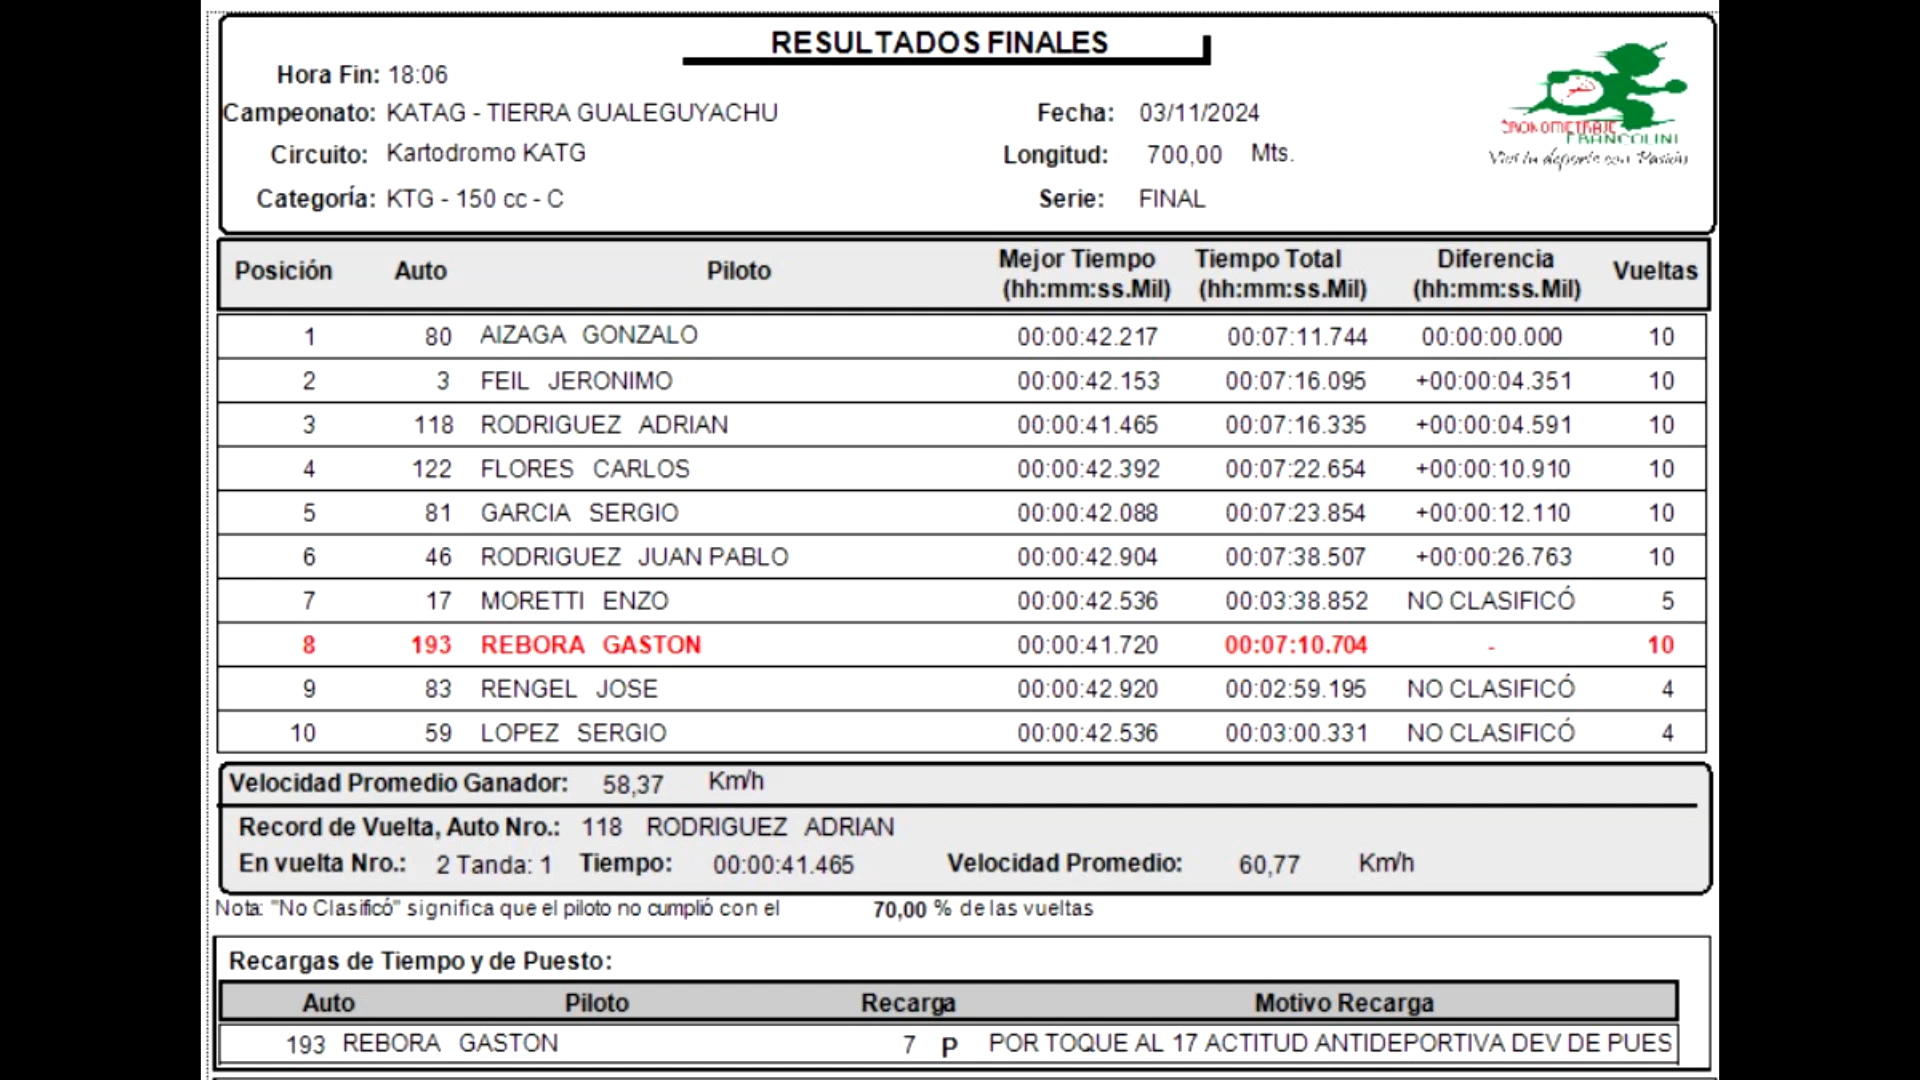 RESULTADOS FINALES
Hora Fin: 18:06
Campeonato: KATAG - TIERRA GUALEGUYACHU Fecha: 03/11/2024
Circuito: Kartodromo KATG Longitud: 700,00 Mts.
Categoría: KTG - 150 cc - C Serie: FINAL
CRONOMETRAJE
FRANCOLINI
Posición Auto Piloto Mejor Tiempo (hh:mm:ss.Mil) Tiempo Total (hh:mm:ss.Mil) Diferencia (hh:mm:ss.Mil) Vueltas
1 80 AIZAGA GONZALO 00:00:42.217 00:07:11.744 00:00:00.000 10
2 3 FEIL JERONIMO 00:00:42.153 00:07:16.095 +00:00:04.351 10
3 118 RODRIGUEZ ADRIAN 00:00:41.465 00:07:16.335 +00:00:04.591 10
4 122 FLORES CARLOS 00:00:42.392 00:07:22.654 +00:00:10.910 10
5 81 GARCIA SERGIO 00:00:42.088 00:07:23.854 +00:00:12.110 10
6 46 RODRIGUEZ JUAN PABLO 00:00:42.904 00:07:38.507 +00:00:26.763 10
7 17 MORETTI ENZO 00:00:42.536 00:03:38.852 NO CLASIFICÓ 5
8 193 REBORA GASTON 00:00:41.720 00:07:10.704 - 10
9 83 RENGEL JOSE 00:00:42.920 00:02:59.195 NO CLASIFICÓ 4
10 59 LOPEZ SERGIO 00:00:42.536 00:03:00.331 NO CLASIFICÓ 4
Velocidad Promedio Ganador: 58,37 Km/h
Record de Vuelta, Auto Nro.: 118 RODRIGUEZ ADRIAN
En vuelta Nro.: 2 Tanda: 1 Tiempo: 00:00:41.465 Velocidad Promedio: 60,77 Km/h
Nota: "No Clasificó" significa que el piloto no cumplió con el 70,00 % de las vueltas
Recargas de Tiempo y de Puesto:
Auto Piloto Recarga Motivo Recarga
193 REBORA GASTON 7 P POR TOQUE AL 17 ACTITUD ANTIDEPORTIVA DEV DE PUES